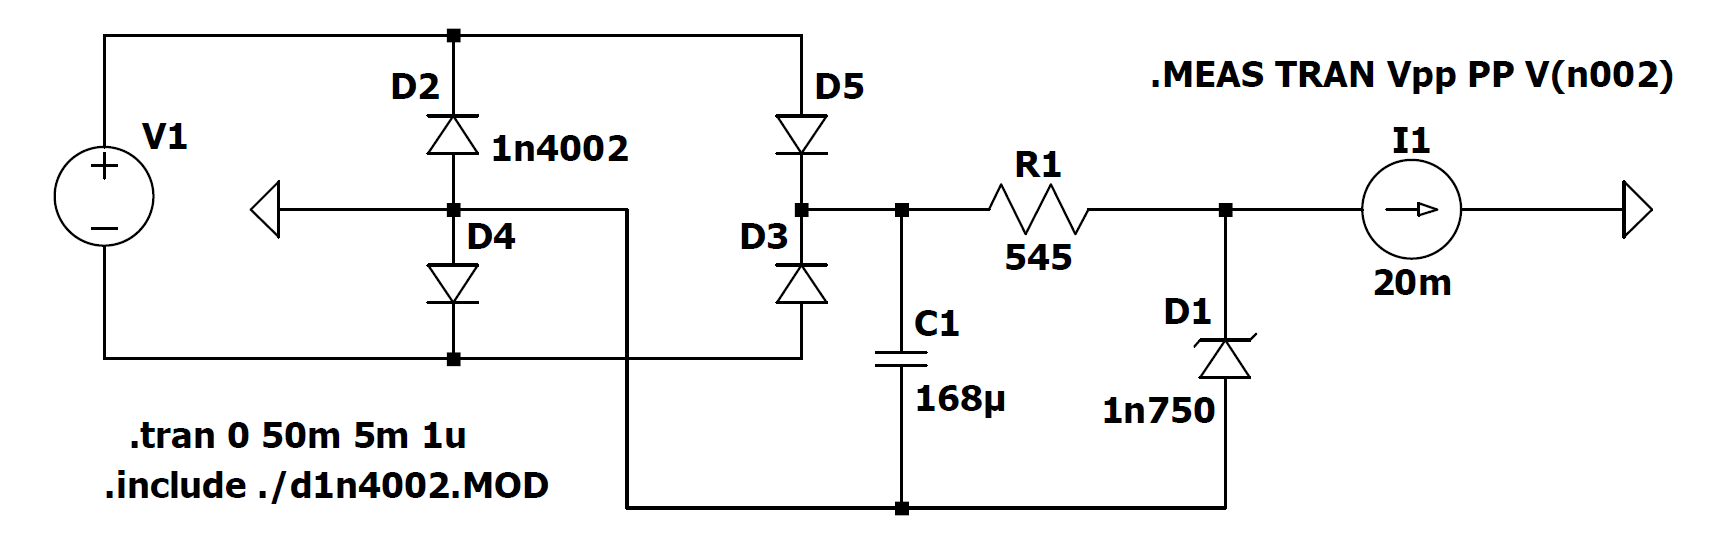 .MEAS TRAN Vpp PP V(n002)
D2
D5
V1
1n4002
I1
R1
D4
D3
545
20m
C1
D1
168µ
1n750
.tran 0 50m 5m 1u
.include ./d1n4002.MOD